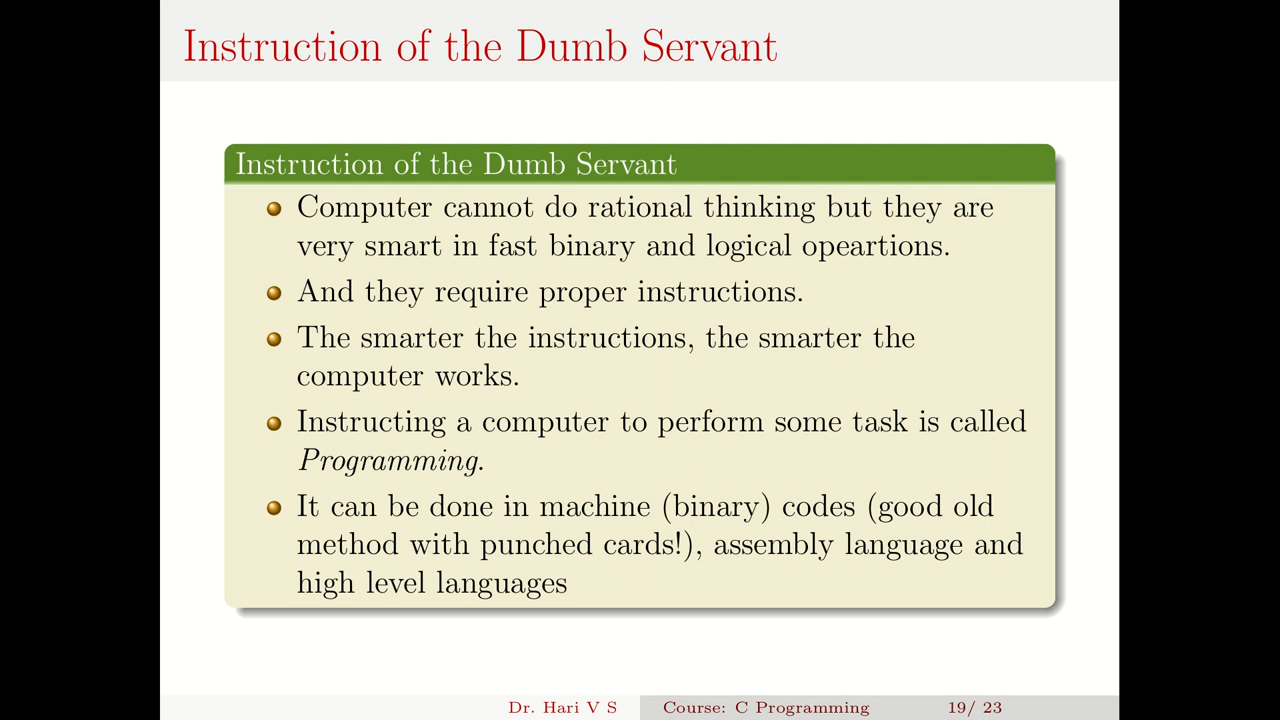 Instruction of the Dumb Servant
Instruction of the Dumb Servant
Computer cannot do rational thinking but they are
very smart in fast binary and logical opeartions.
And they require proper instructions.
The smarter the instructions, the smarter the
computer works.
Instructing a computer to perform some task is called
Programming.
It can be done in machine (binary) codes (good old
method with punched cards!), assembly language and
high level languages
Dr. Hari V S Course: C Programming 19/ 23